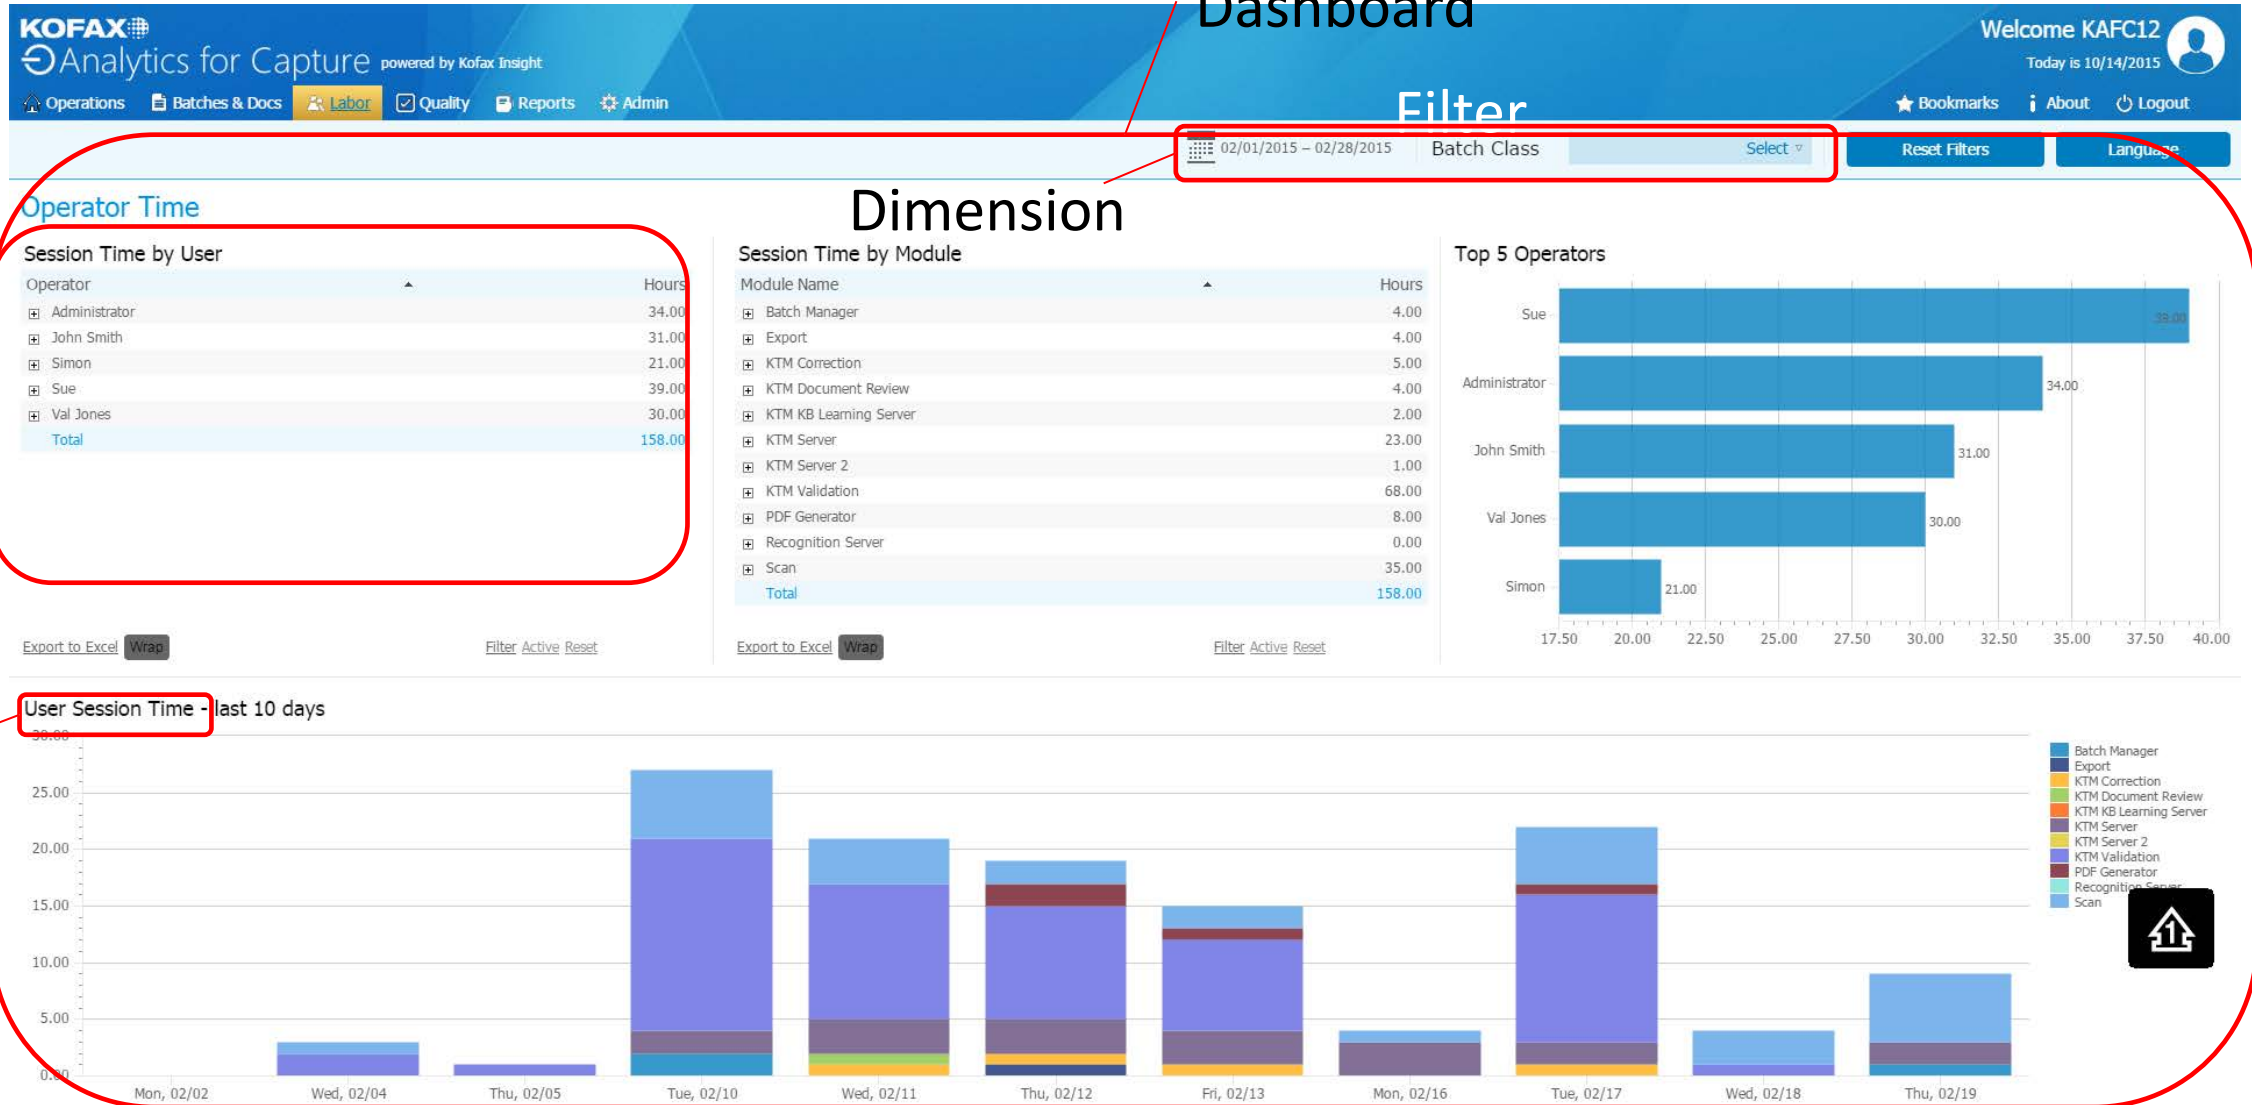 Dashboard
KOFAX
Analytics for Capture powered by Kofax Insight
Welcome KAFC12
Today is 10/14/2015
Operations Batches & Docs Labor Quality Reports Admin
Bookmarks About Logout
Filter
02/01/2015 – 02/28/2015 Batch Class Select Reset Filters Language
Dimension
Operator Time
Session Time by User
Operator Hours
Administrator 34.00
John Smith 31.00
Simon 21.00
Sue 39.00
Val Jones 30.00
Total 158.00
Export to Excel Wrap Filter Active Reset
Session Time by Module
Module Name Hours
Batch Manager 4.00
Export 4.00
KTM Correction 5.00
KTM Document Review 4.00
KTM KB Learning Server 2.00
KTM Server 23.00
KTM Server 2 1.00
KTM Validation 68.00
PDF Generator 8.00
Recognition Server 0.00
Scan 35.00
Total 158.00
Export to Excel Wrap Filter Active Reset
Top 5 Operators
Sue 39.00
Administrator 34.00
John Smith 31.00
Val Jones 30.00
Simon 21.00
17.50 20.00 22.50 25.00 27.50 30.00 32.50 35.00 37.50 40.00
User Session Time - last 10 days
30.00
25.00
20.00
15.00
10.00
5.00
0.00
Mon, 02/02 Wed, 02/04 Thu, 02/05 Tue, 02/10 Wed, 02/11 Thu, 02/12 Fri, 02/13 Mon, 02/16 Tue, 02/17 Wed, 02/18 Thu, 02/19
Batch Manager
Export
KTM Correction
KTM Document Review
KTM KB Learning Server
KTM Server
KTM Server 2
KTM Validation
PDF Generator
Recognition Server
Scan
1